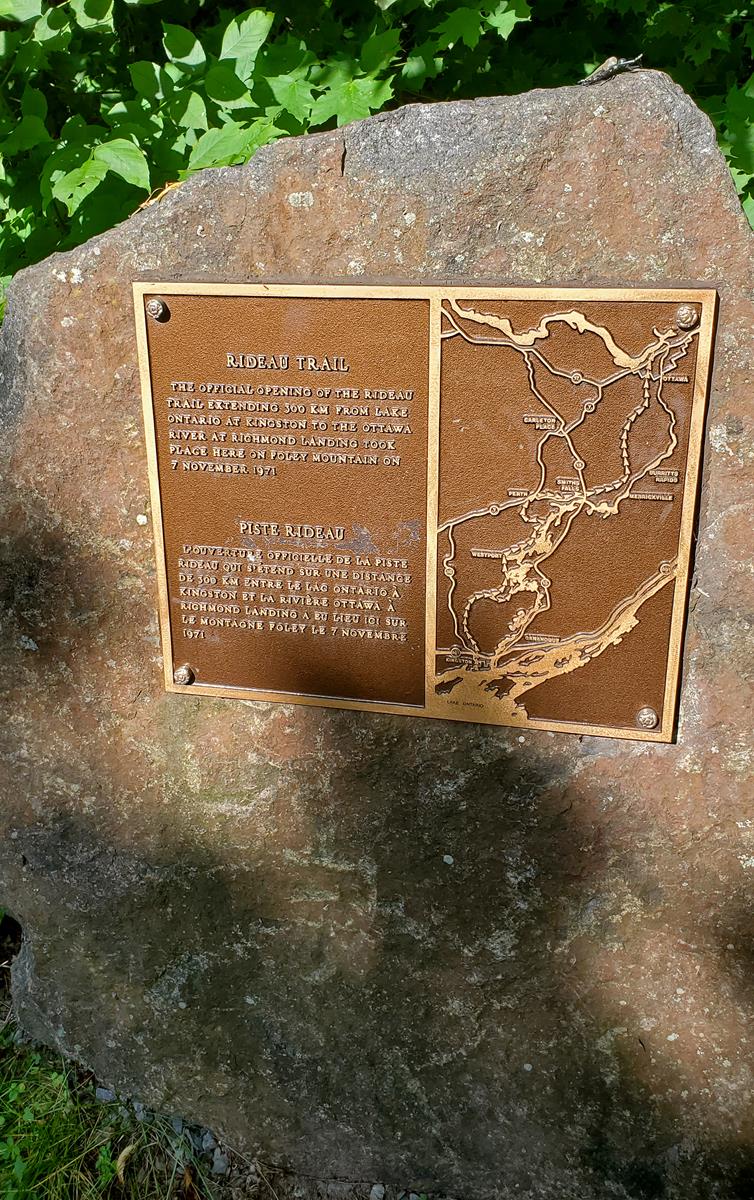 RIDEAU TRAIL
THE OFFICIAL OPENING OF THE RIDEAU
TRAIL EXTENDING 300 KM FROM LAKE
ONTARIO AT KINGSTON TO THE OTTAWA
RIVER AT RICHMOND LANDING TOOK
PLACE HERE ON FOLEY MOUNTAIN ON
7 NOVEMBER 1971
PISTE RIDEAU
L'OUVERTURE OFFICIELLE DE LA PISTE
RIDEAU QUI S'ÉTEND SUR UNE DISTANCE
DE 300 KM ENTRE LE LAC ONTARIO À
KINGSTON ET LA RIVIÈRE OTTAWA À
RICHMOND LANDING A EU LIEU ICI SUR
LE MONTAGNE FOLEY LE 7 NOVEMBRE
1971
OTTAWA
CARLETON
PLACE
BURRITTS
RAPIDS
SMITHS
FALLS
PERTH
MERRICKVILLE
WESTPORT
GANANOQUE
KINGSTON
LAKE ONTARIO